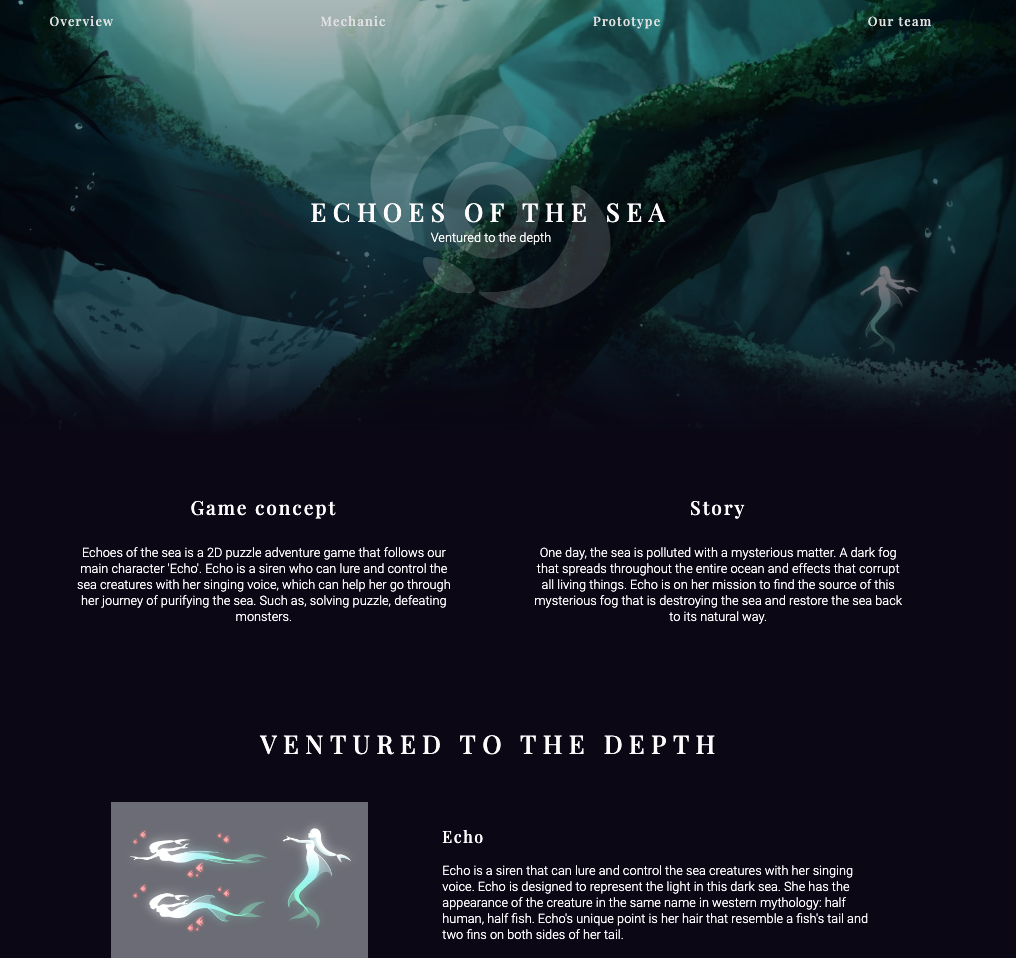 Overview Mechanic Prototype Our team
ECHOES OF THE SEA
Ventured to the depth
Game concept
Echoes of the sea is a 2D puzzle adventure game that follows our
main character 'Echo'. Echo is a siren who can lure and control the
sea creatures with her singing voice, which can help her go through
her journey of purifying the sea. Such as, solving puzzle, defeating
monsters.
Story
One day, the sea is polluted with a mysterious matter. A dark fog
that spreads throughout the entire ocean and effects that corrupt
all living things. Echo is on her mission to find the source of this
mysterious fog that is destroying the sea and restore the sea back
to its natural way.
VENTURED TO THE DEPTH
Echo
Echo is a siren that can lure and control the sea creatures with her singing
voice. Echo is designed to represent the light in this dark sea. She has the
appearance of the creature in the same name in western mythology: half
human, half fish. Echo's unique point is her hair that resemble a fish's tail and
two fins on both sides of her tail.